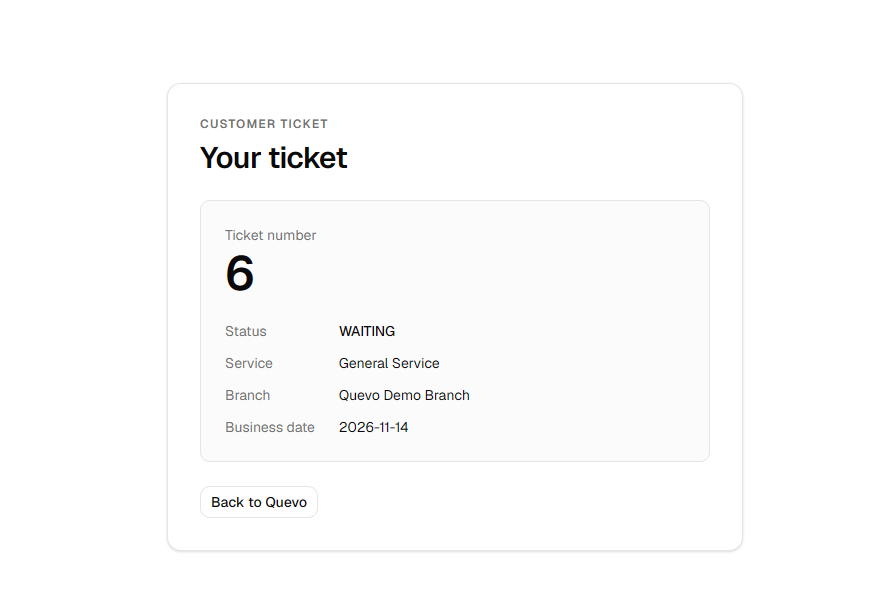 CUSTOMER TICKET
Your ticket
Ticket number
6
Status WAITING
Service General Service
Branch Quevo Demo Branch
Business date 2026-11-14
Back to Quevo